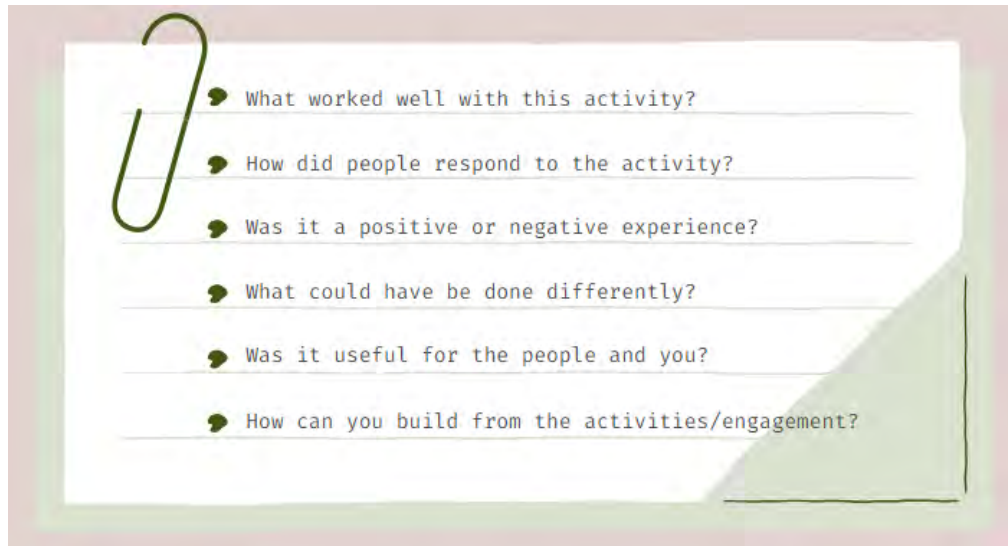 What worked well with this activity?
How did people respond to the activity?
Was it a positive or negative experience?
What could have be done differently?
Was it useful for the people and you?
How can you build from the activities/engagement?